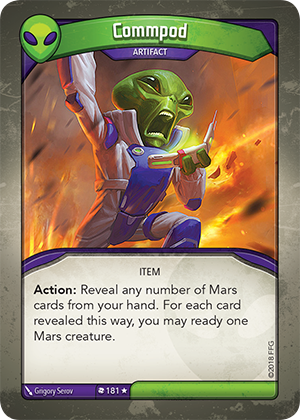 Commpod
ARTIFACT
ITEM
Action: Reveal any number of Mars
cards from your hand. For each card
revealed this way, you may ready one
Mars creature.
©2018 FFG
Grigory Serov
181